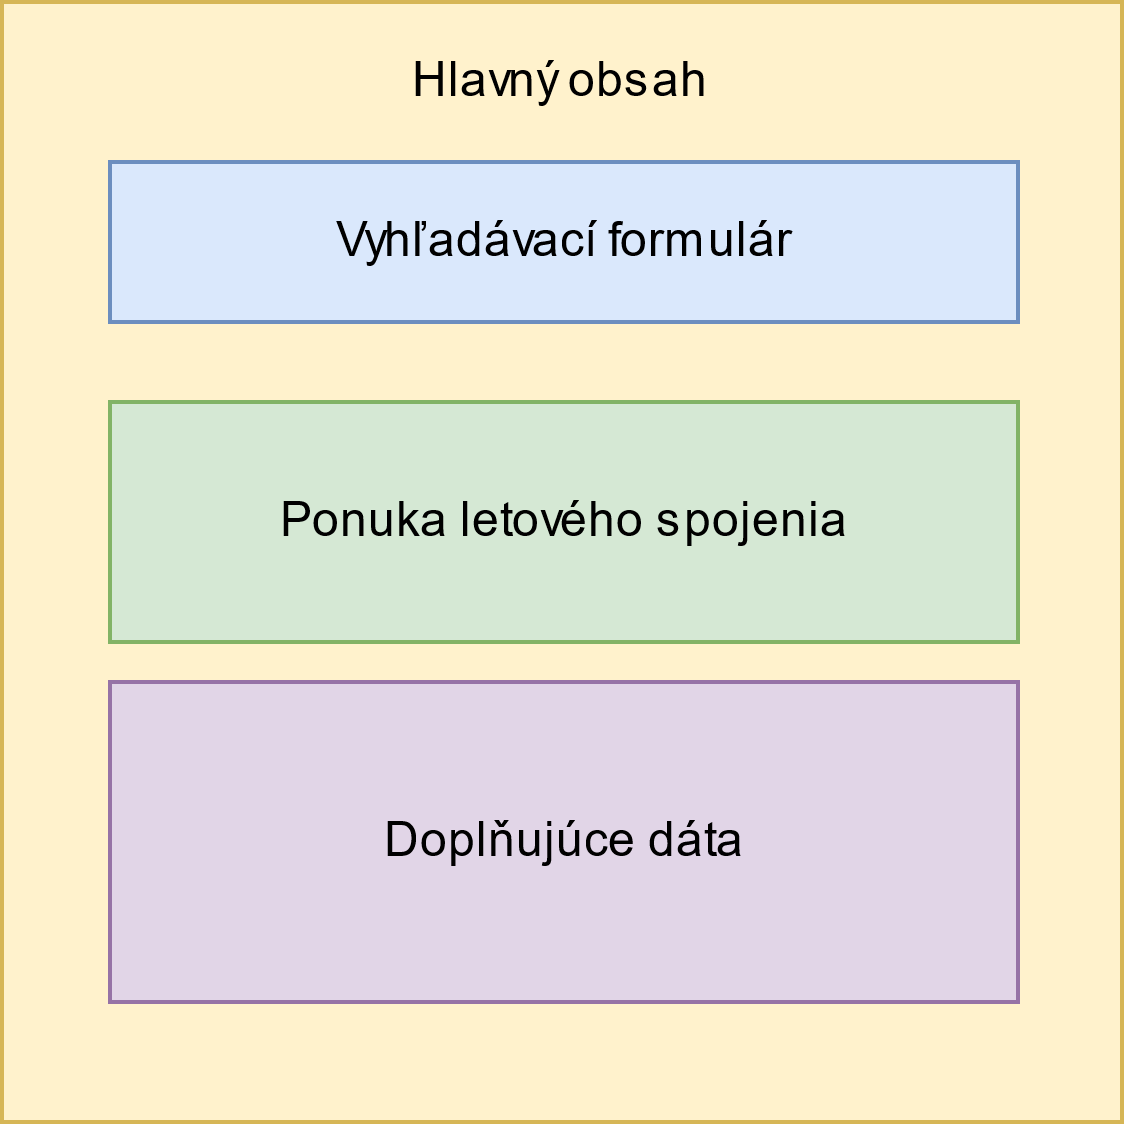 Hlavný obsah
Vyhľadávací formulár
Ponuka letového spojenia
Doplňujúce dáta